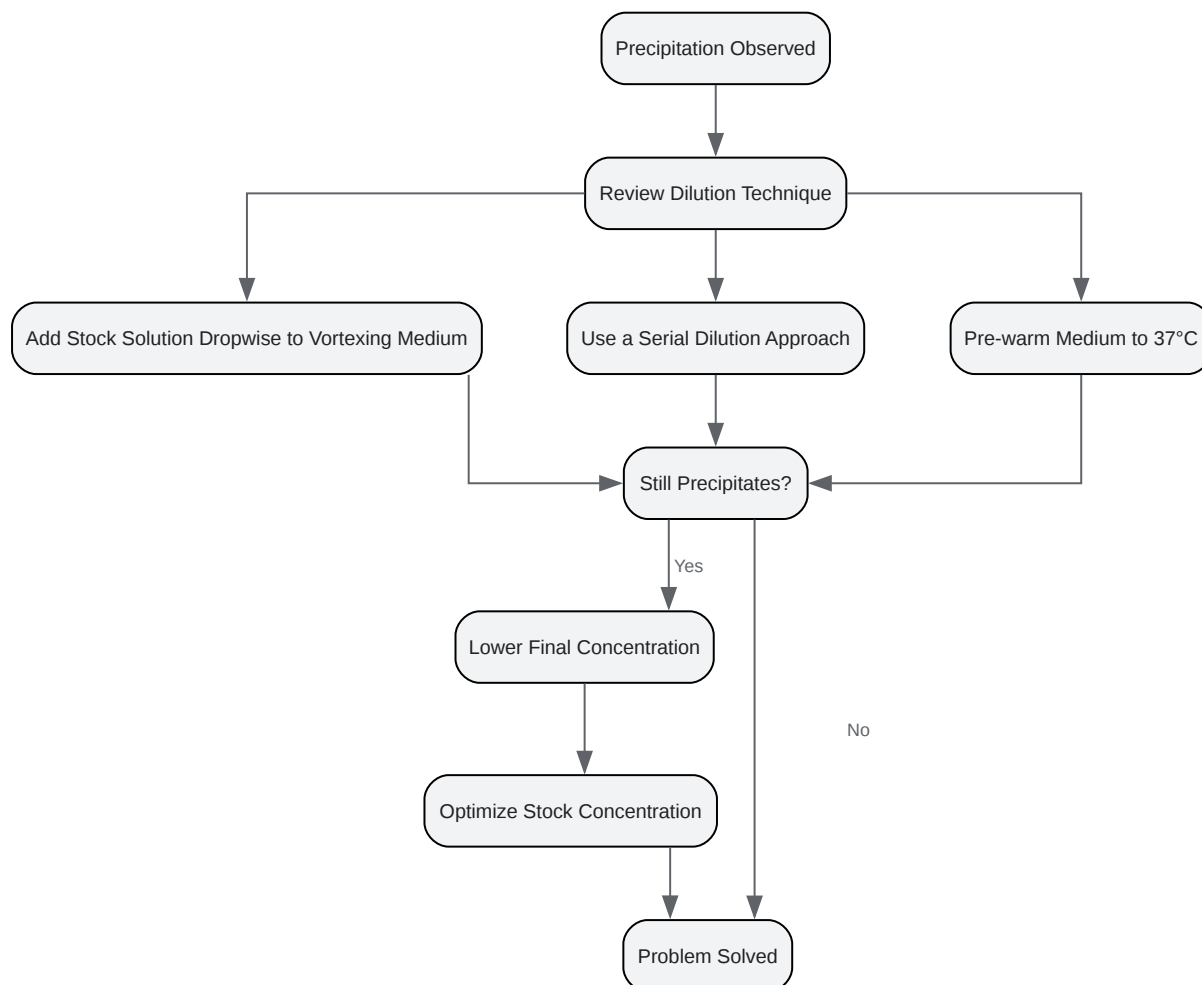 Precipitation Observed
Review Dilution Technique
Add Stock Solution Dropwise to Vortexing Medium
Use a Serial Dilution Approach
Pre-warm Medium to 37°C
Still Precipitates?
Yes
Lower Final Concentration
No
Optimize Stock Concentration
Problem Solved